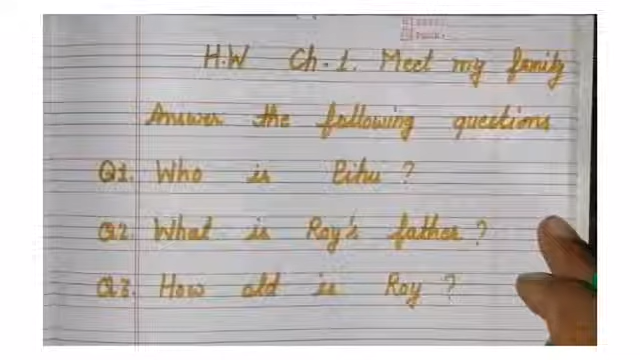 H.W Ch.1. Meet my family
Answer the following questions
Q1. Who is Pihu ?
Q2. What is Roy's father ?
Q3. How old is Roy ?